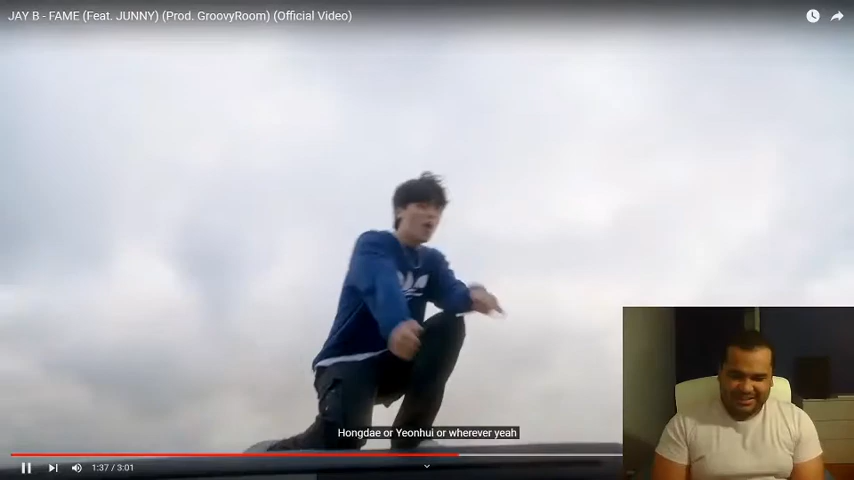 JAY B - FAME (Feat. JUNNY) (Prod. GroovyRoom) (Official Video)
Hongdae or Yeonhui or wherever yeah
1:37 / 3:01